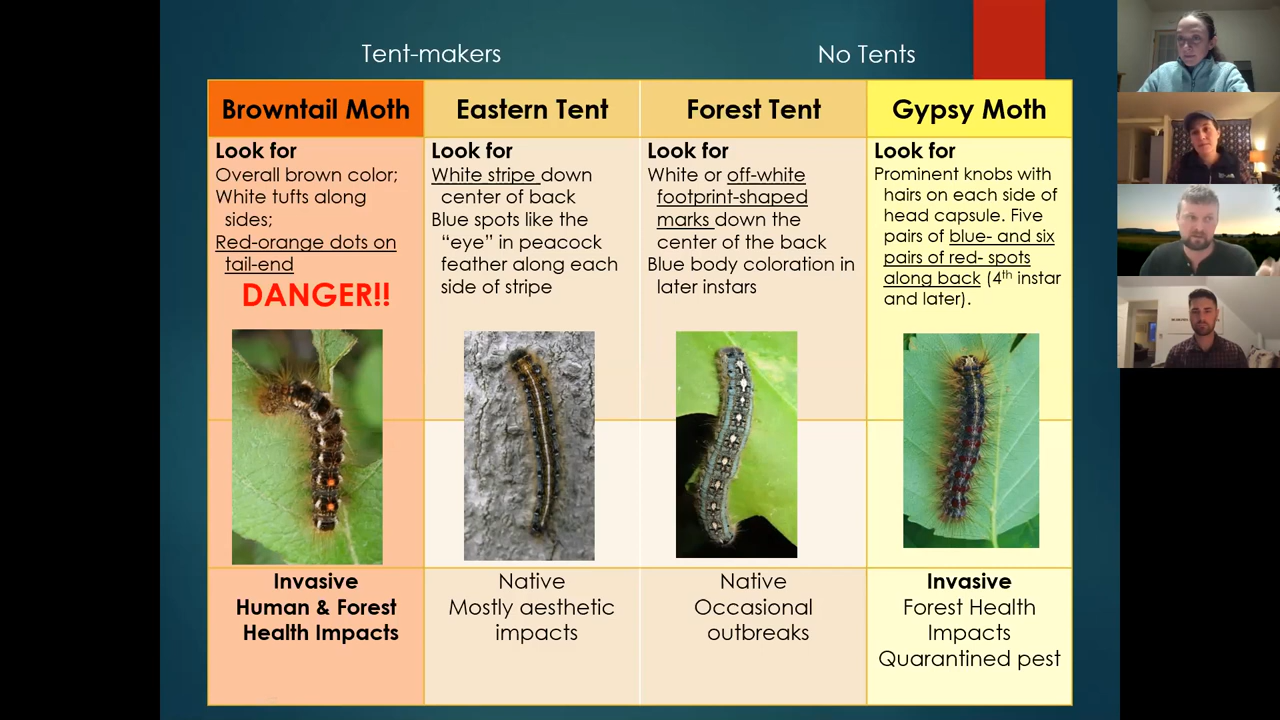 Tent-makers
No Tents
Browntail Moth
Look for
Overall brown color;
White tufts along
sides;
Red-orange dots on
tail-end
DANGER!!
Invasive
Human & Forest
Health Impacts
Eastern Tent
Look for
White stripe down
center of back
Blue spots like the
“eye” in peacock
feather along each
side of stripe
Native
Mostly aesthetic
impacts
Forest Tent
Look for
White or off-white
footprint-shaped
marks down the
center of the back
Blue body coloration in
later instars
Native
Occasional
outbreaks
Gypsy Moth
Look for
Prominent knobs with
hairs on each side of
head capsule. Five
pairs of blue- and six
pairs of red- spots
along back (4th instar
and later).
Invasive
Forest Health
Impacts
Quarantined pest